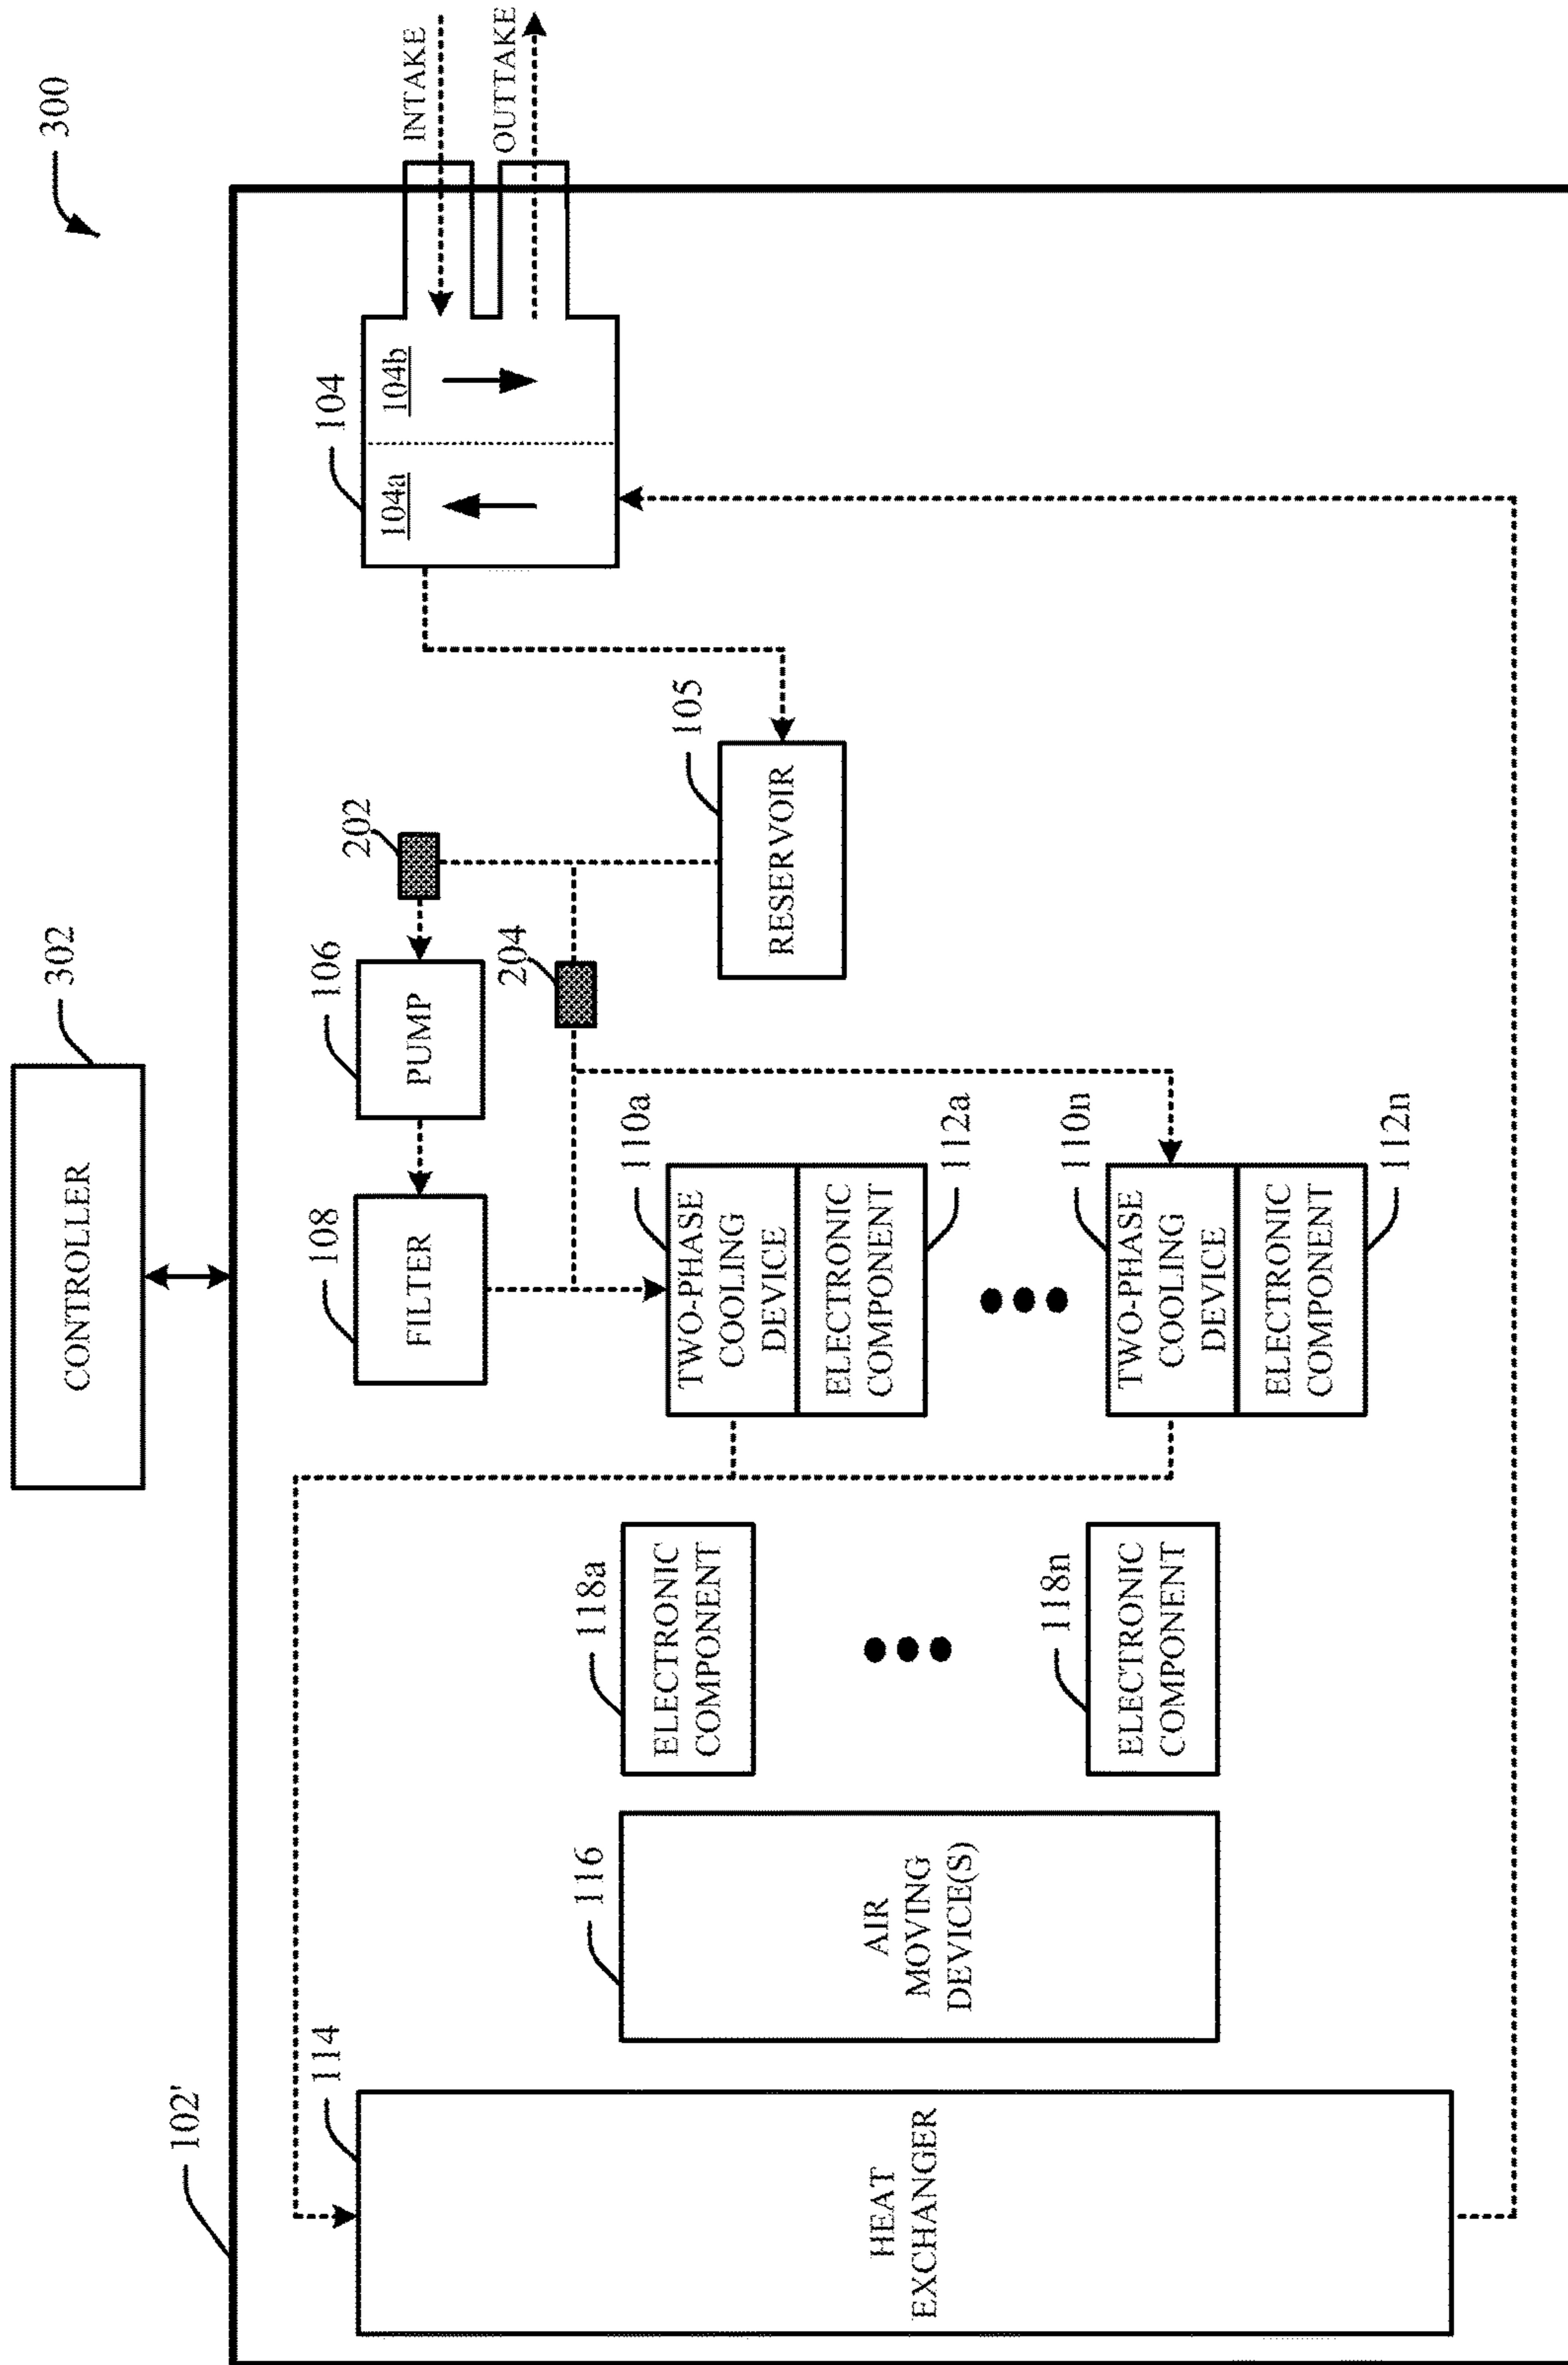 300
302
CONTROLLER
102'
114
HEAT
EXCHANGER
116
AIR
MOVING
DEVICE(S)
118a
ELECTRONIC
COMPONENT
118n
ELECTRONIC
COMPONENT
108
FILTER
106
PUMP
202
204
110a
TWO-PHASE
COOLING
DEVICE
ELECTRONIC
COMPONENT
112a
110n
TWO-PHASE
COOLING
DEVICE
ELECTRONIC
COMPONENT
112n
105
RESERVOIR
104
104a
104b
INTAKE
OUTTAKE